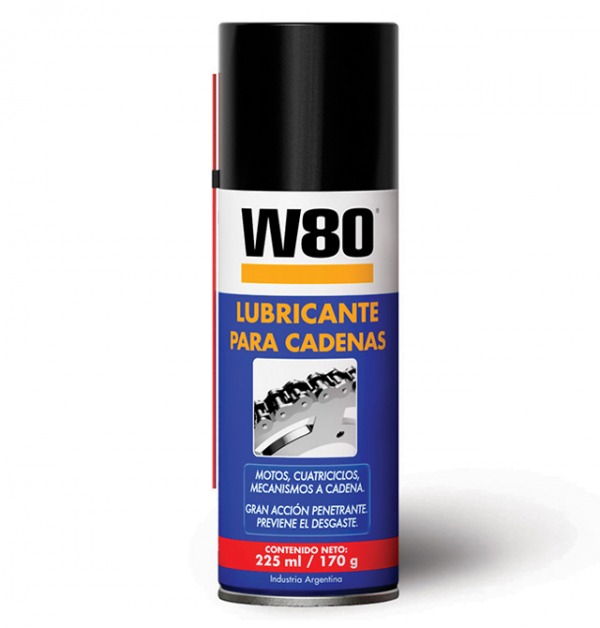 W80®
LUBRICANTE
PARA CADENAS
MOTOS, CUATRICICLOS,
MECANISMOS A CADENA.
GRAN ACCIÓN PENETRANTE.
PREVIENE EL DESGASTE.
CONTENIDO NETO:
225 ml / 170 g
Industria Argentina